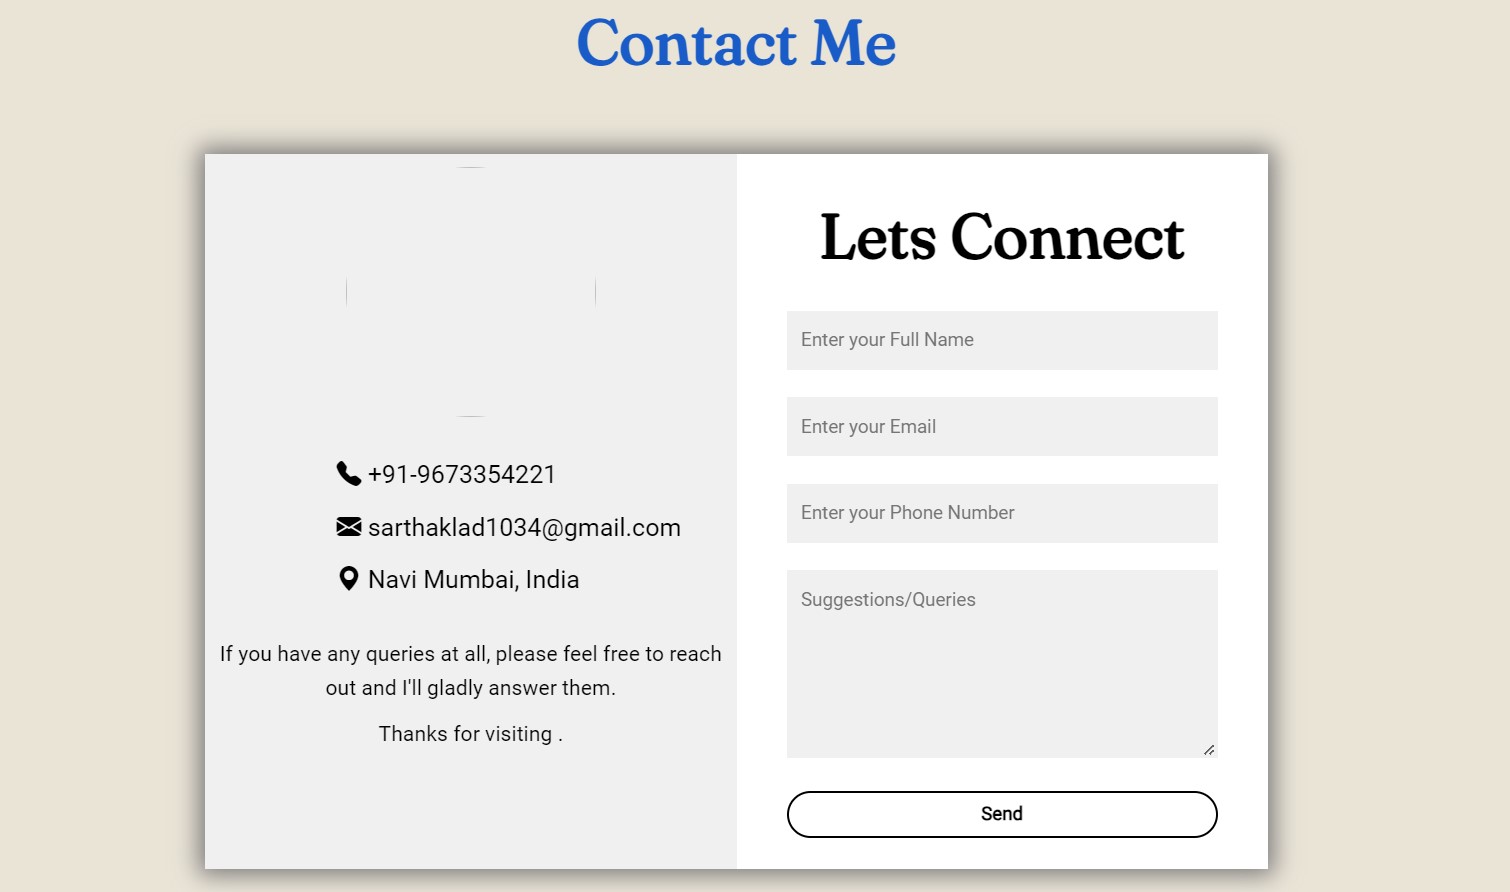 Contact Me
+91-9673354221
sarthaklad1034@gmail.com
Navi Mumbai, India
If you have any queries at all, please feel free to reach
out and I'll gladly answer them.
Thanks for visiting .
Lets Connect
Enter your Full Name
Enter your Email
Enter your Phone Number
Suggestions/Queries
Send